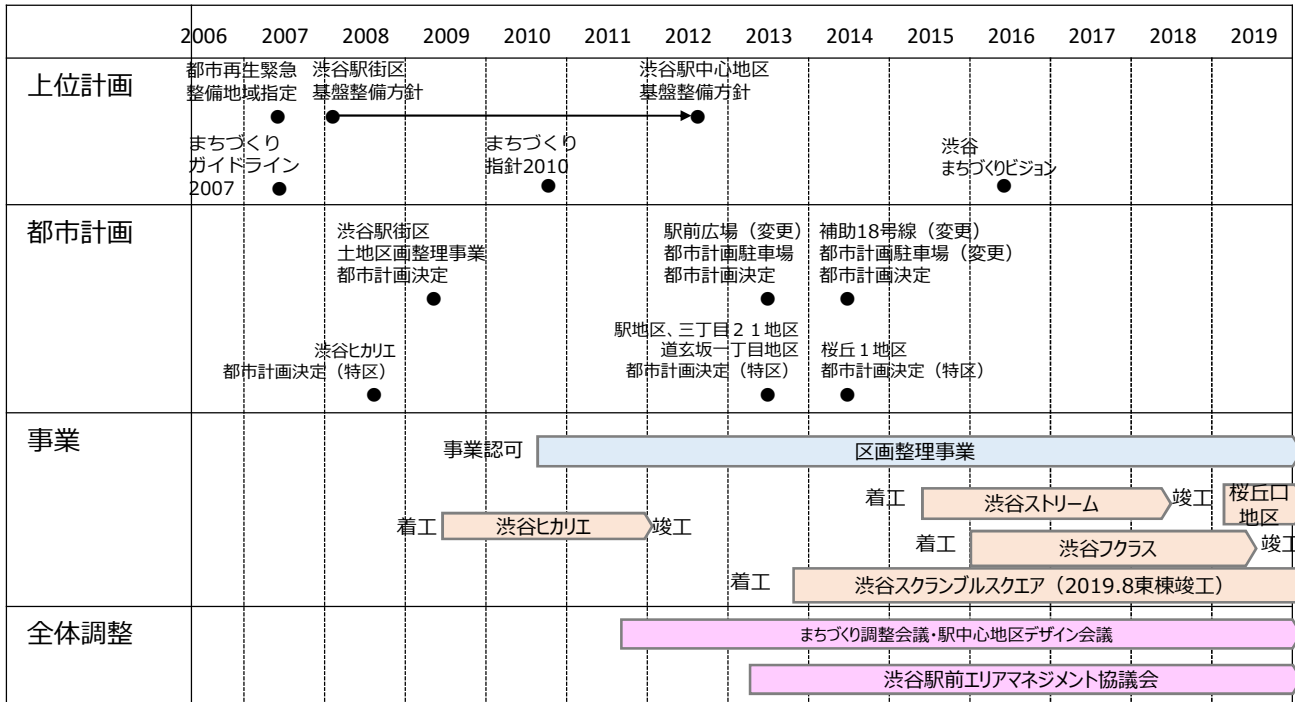 2006 2007 2008 2009 2010 2011 2012 2013 2014 2015 2016 2017 2018 2019
上位計画
都市再生緊急
整備地域指定
渋谷駅街区
基盤整備方針
渋谷駅中心地区
基盤整備方針
まちづくり
ガイドライン
2007
まちづくり
指針2010
渋谷
まちづくりビジョン
都市計画
渋谷駅街区
土地区画整理事業
都市計画決定
駅前広場（変更）
都市計画駐車場
都市計画決定
補助18号線（変更）
都市計画駐車場（変更）
都市計画決定
渋谷ヒカリエ
都市計画決定（特区）
駅地区、三丁目２１地区
道玄坂一丁目地区
都市計画決定（特区）
桜丘１地区
都市計画決定（特区）
事業
事業認可 区画整理事業
着工 渋谷ストリーム 竣工
桜丘口
地区
着工 渋谷ヒカリエ 竣工
着工 渋谷フクラス 竣工
着工 渋谷スクランブルスクエア（2019.8東棟竣工）
全体調整
まちづくり調整会議・駅中心地区デザイン会議
渋谷駅前エリアマネジメント協議会